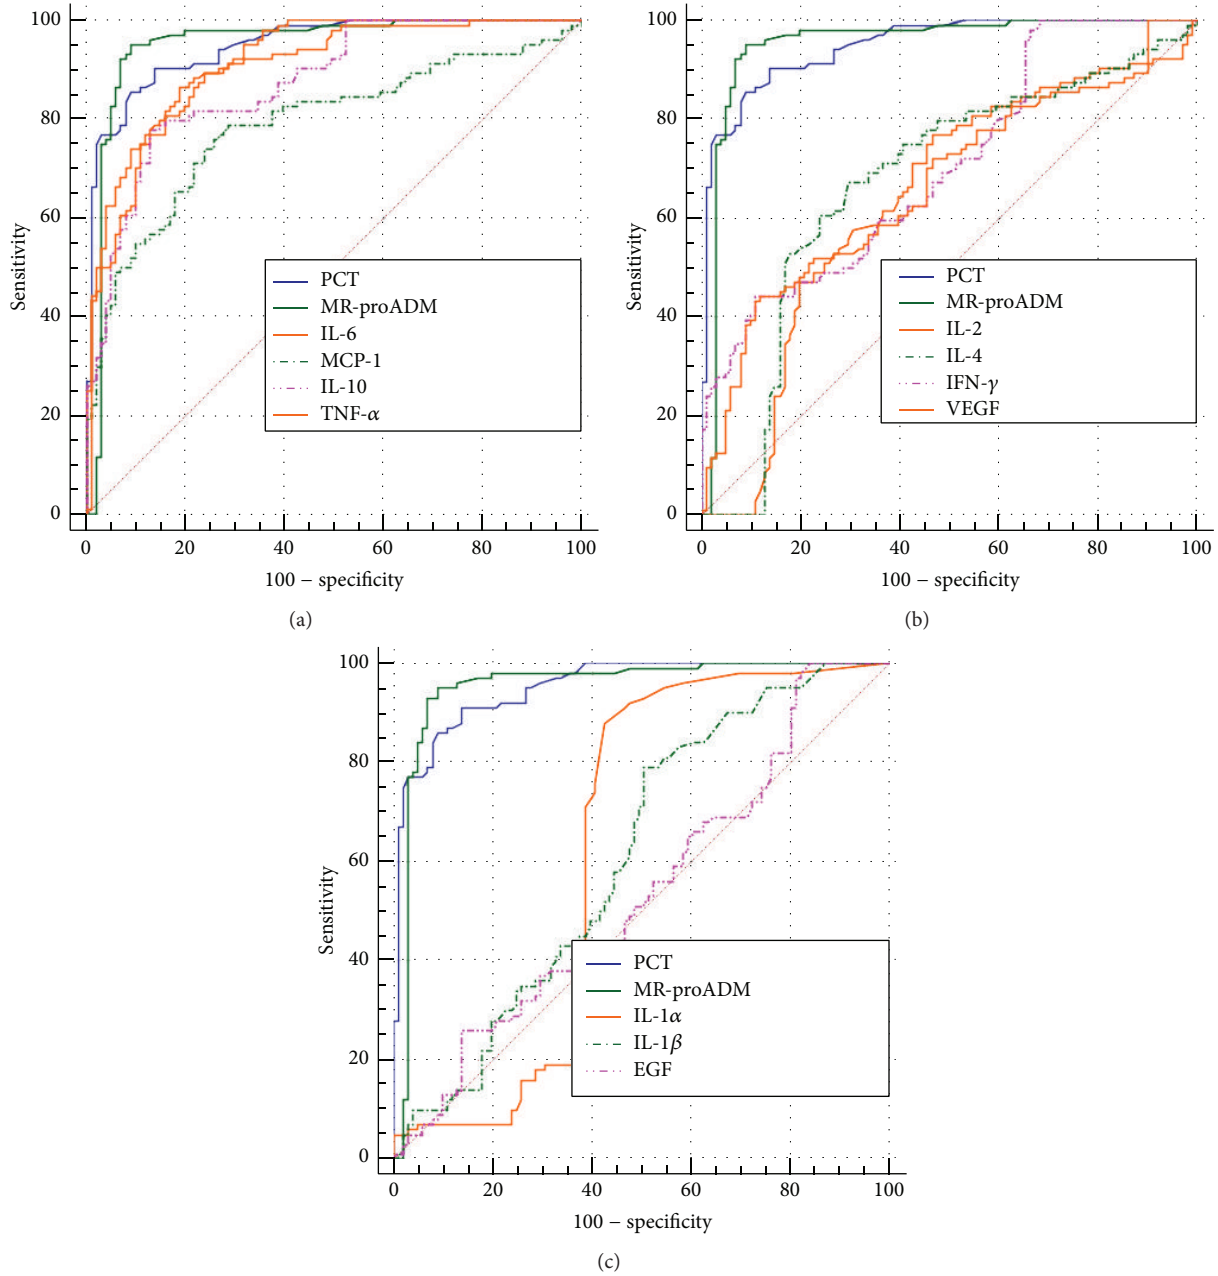 100
80
60
40
20
0
Sensitivity
PCT
MR-proADM
IL-6
MCP-1
IL-10
TNF-α
0 20 40 60 80 100
100 − specificity
(a)
100
80
60
40
20
0
Sensitivity
PCT
MR-proADM
IL-2
IL-4
IFN-γ
VEGF
0 20 40 60 80 100
100 − specificity
(b)
100
80
60
40
20
0
Sensitivity
PCT
MR-proADM
IL-1α
IL-1β
EGF
0 20 40 60 80 100
100 − specificity
(c)